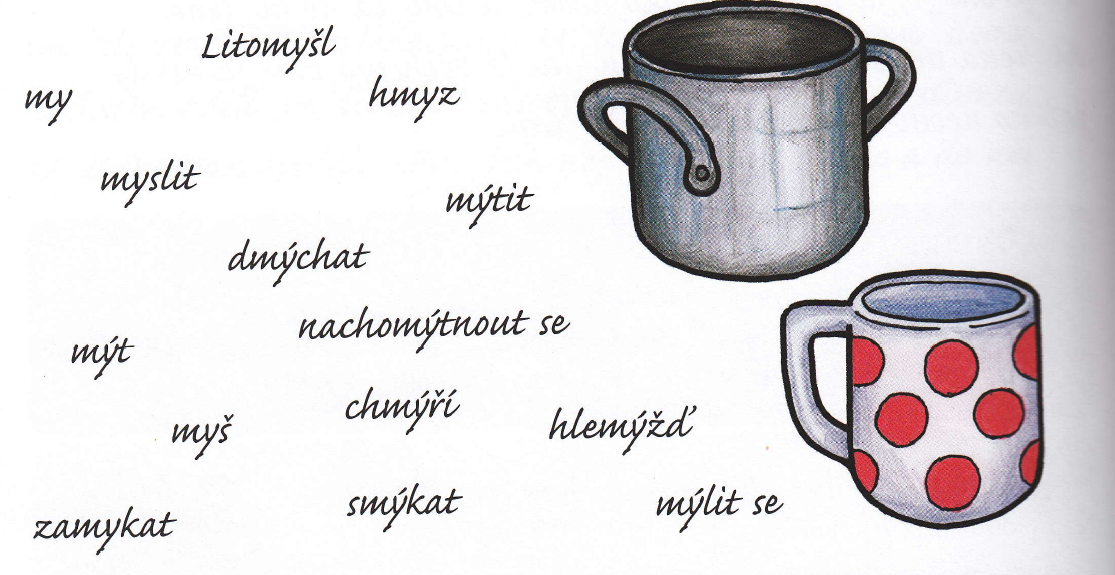 Litomyšl
my
hmyz
myslit
mýtit
dmýchat
nachomýtnout se
mýt
chmýří
myš
hlemýžď
smýkat
mýlit se
zamykat